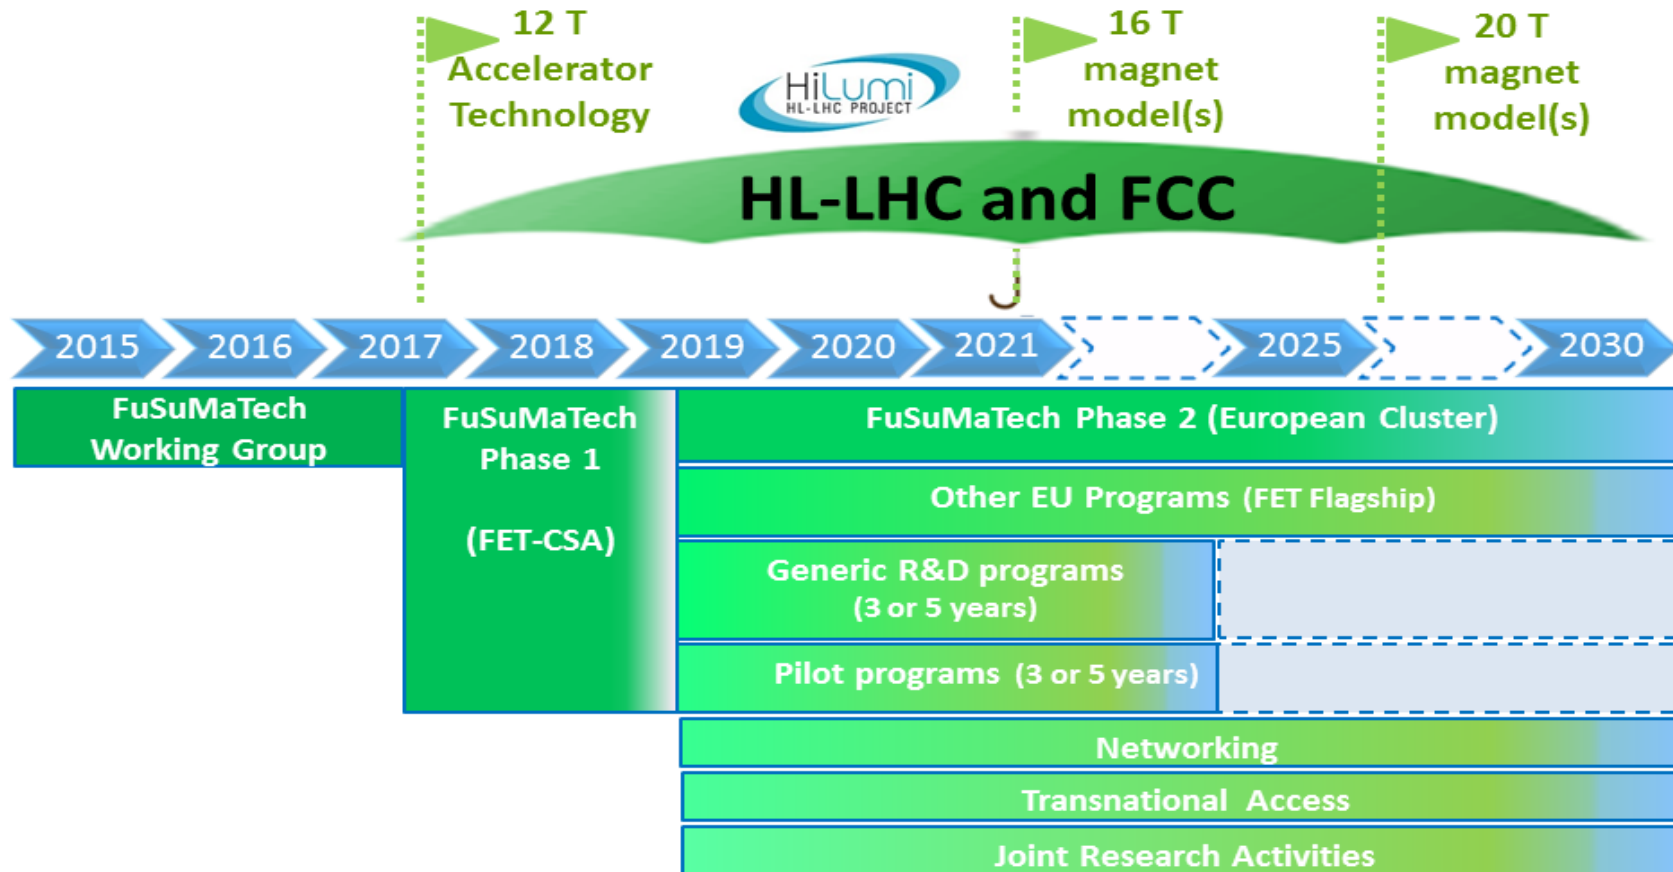 12 T
Accelerator
Technology
HiLumi
HL-LHC PROJECT
16 T
magnet
model(s)
20 T
magnet
model(s)
HL-LHC and FCC
2015 2016 2017 2018 2019 2020 2021 2025 2030
FuSuMaTech
Working Group
FuSuMaTech
Phase 1
(FET-CSA)
FuSuMaTech Phase 2 (European Cluster)
Other EU Programs (FET Flagship)
Generic R&D programs
(3 or 5 years)
Pilot programs (3 or 5 years)
Networking
Transnational Access
Joint Research Activities